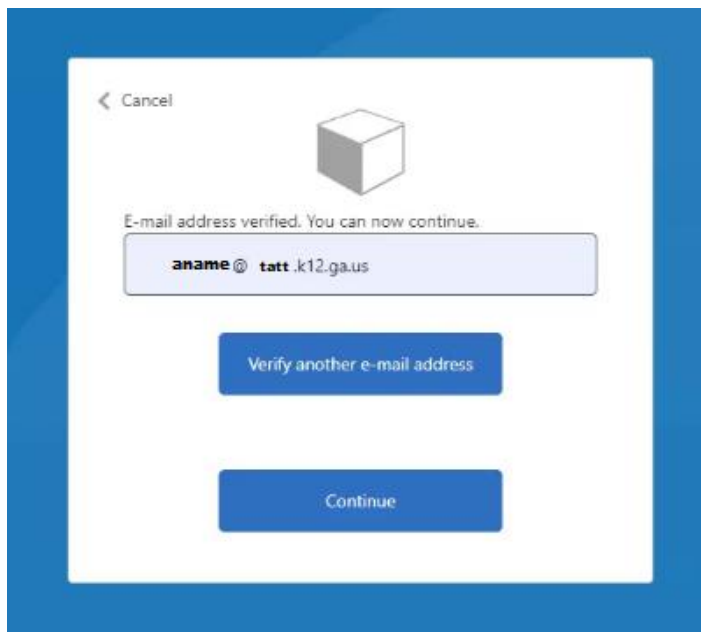 Cancel
E-mail address verified. You can now continue.
aname@ tatt.k12.ga.us
Verify another e-mail address
Continue